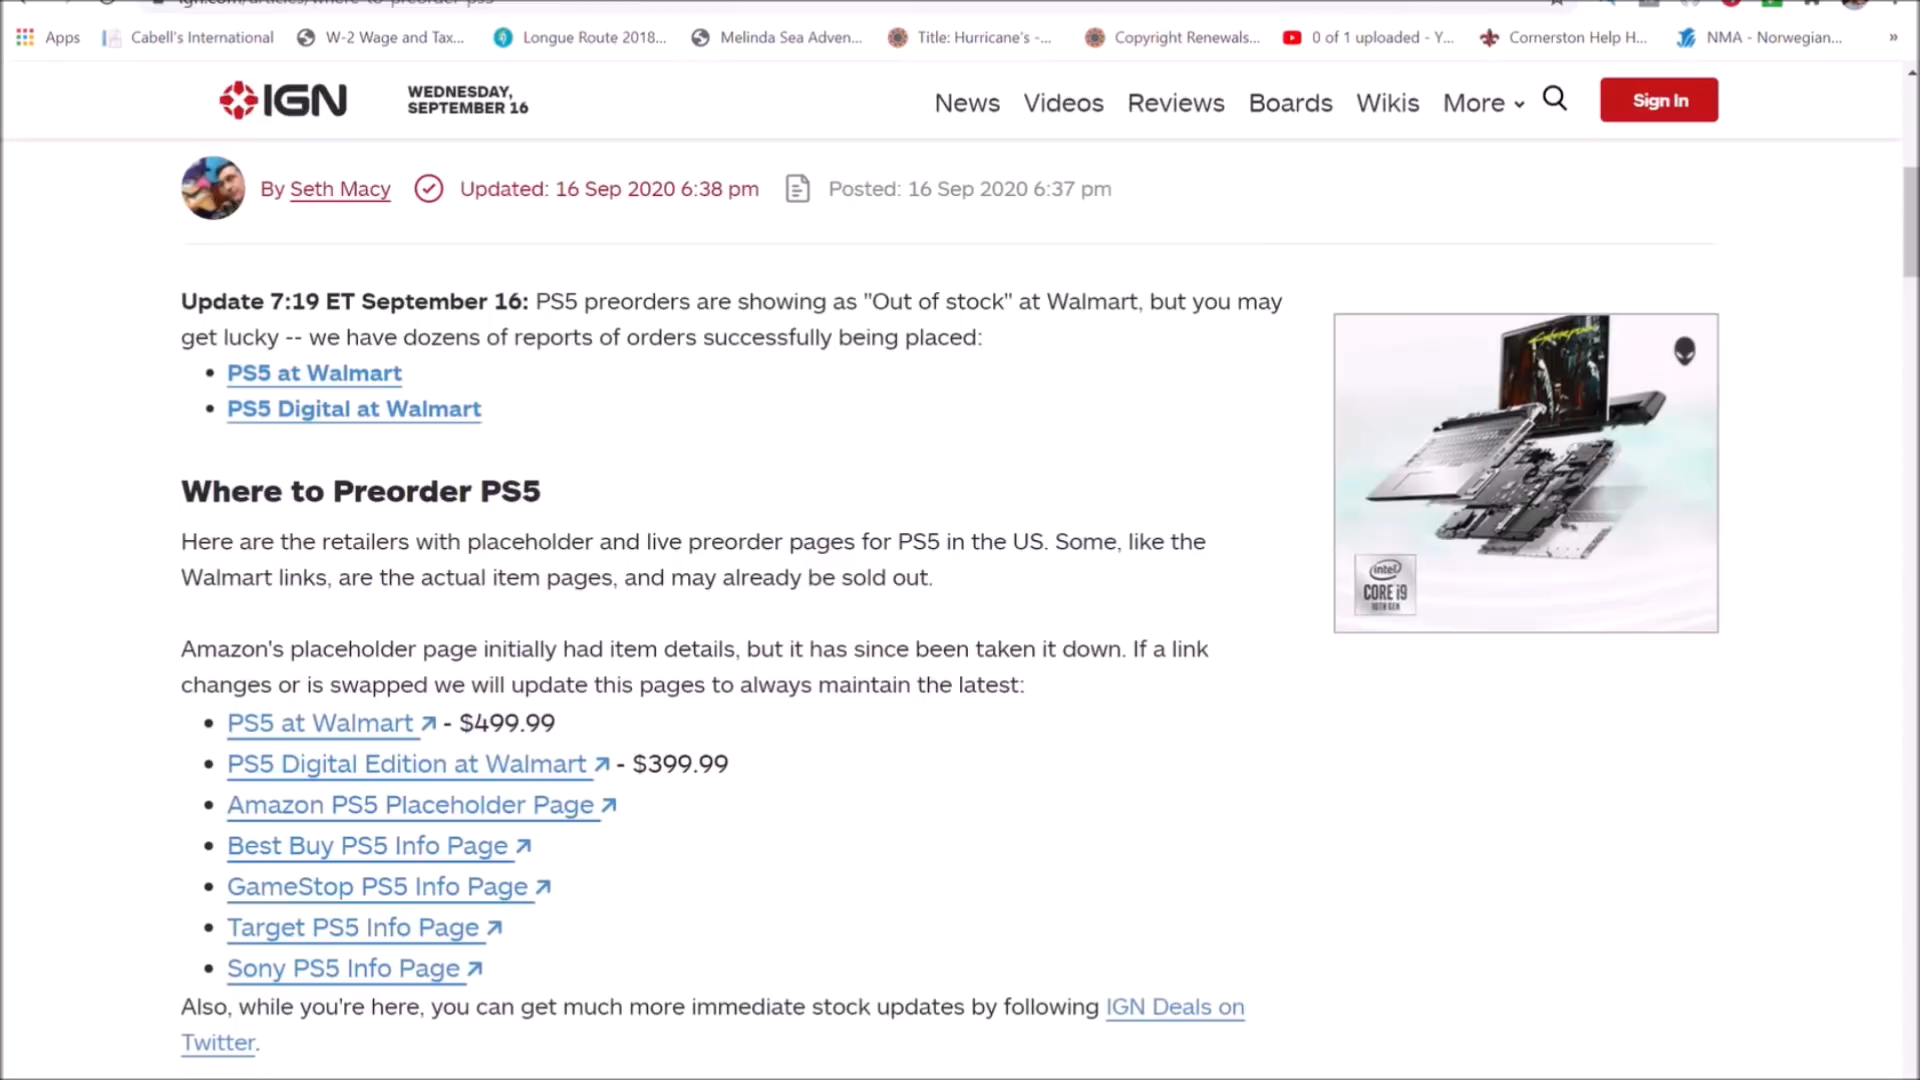 ign.com/articles/where-to-preorder-ps5
Apps
Cabell's International
W-2 Wage and Tax...
Longue Route 2018...
Melinda Sea Adven...
Title: Hurricane's -...
Copyright Renewals...
0 of 1 uploaded - Y...
Cornerston Help H...
NMA - Norwegian...
»
IGN
WEDNESDAY,
SEPTEMBER 16
News
Videos
Reviews
Boards
Wikis
More
Sign In
By Seth Macy
Updated: 16 Sep 2020 6:38 pm
Posted: 16 Sep 2020 6:37 pm
Update 7:19 ET September 16: PS5 preorders are showing as "Out of stock" at Walmart, but you may
get lucky -- we have dozens of reports of orders successfully being placed:
• PS5 at Walmart
• PS5 Digital at Walmart
Where to Preorder PS5
Here are the retailers with placeholder and live preorder pages for PS5 in the US. Some, like the
Walmart links, are the actual item pages, and may already be sold out.
Amazon's placeholder page initially had item details, but it has since been taken it down. If a link
changes or is swapped we will update this pages to always maintain the latest:
• PS5 at Walmart - $499.99
• PS5 Digital Edition at Walmart - $399.99
• Amazon PS5 Placeholder Page
• Best Buy PS5 Info Page
• GameStop PS5 Info Page
• Target PS5 Info Page
• Sony PS5 Info Page
Also, while you're here, you can get much more immediate stock updates by following IGN Deals on
Twitter.
Cyberpunk
intel
CORE i9
10TH GEN